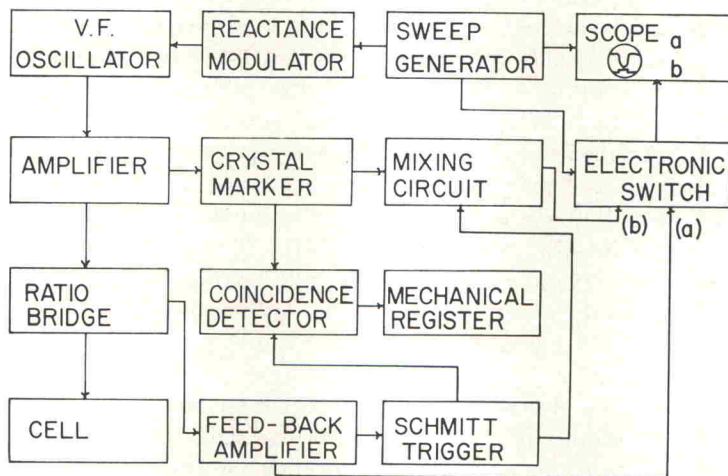 V.F.
OSCILLATOR
REACTANCE
MODULATOR
SWEEP
GENERATOR
SCOPE a
b
AMPLIFIER
CRYSTAL
MARKER
MIXING
CIRCUIT
ELECTRONIC
SWITCH
(b) (a)
RATIO
BRIDGE
COINCIDENCE
DETECTOR
MECHANICAL
REGISTER
CELL
FEED-BACK
AMPLIFIER
SCHMITT
TRIGGER